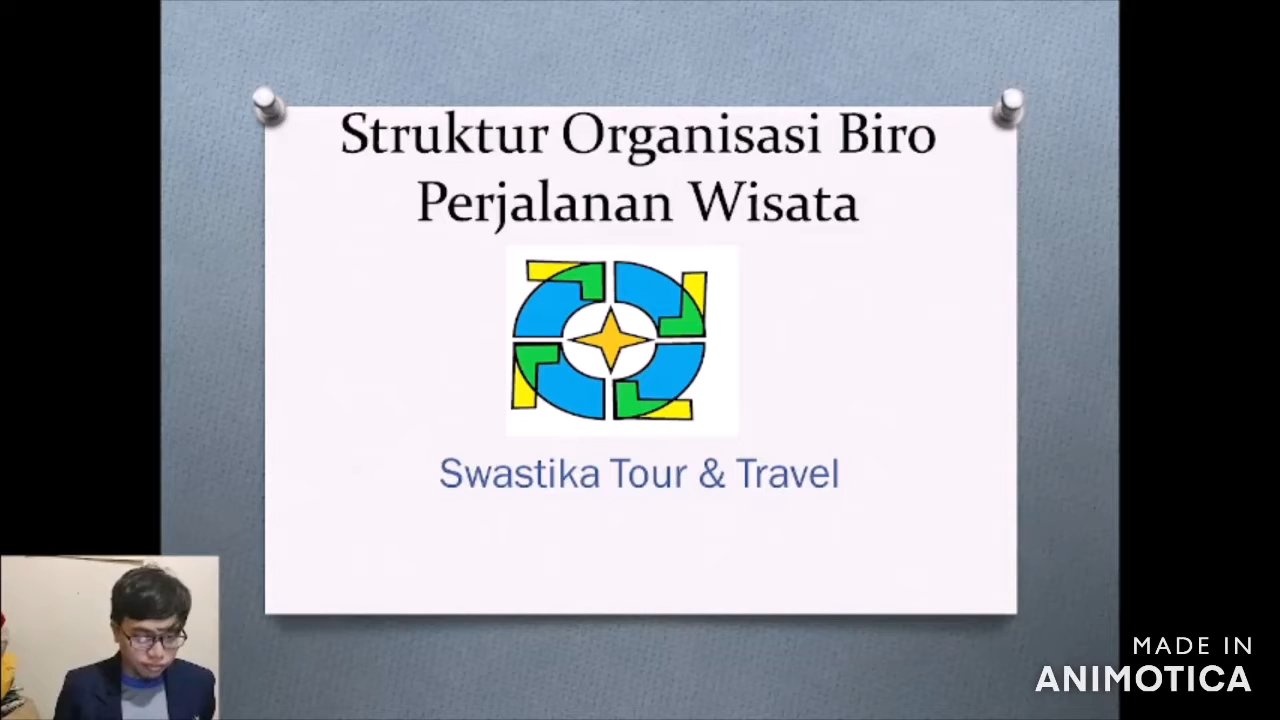 Struktur Organisasi Biro
Perjalanan Wisata
Swastika Tour & Travel
MADE IN
ANIMOTICA